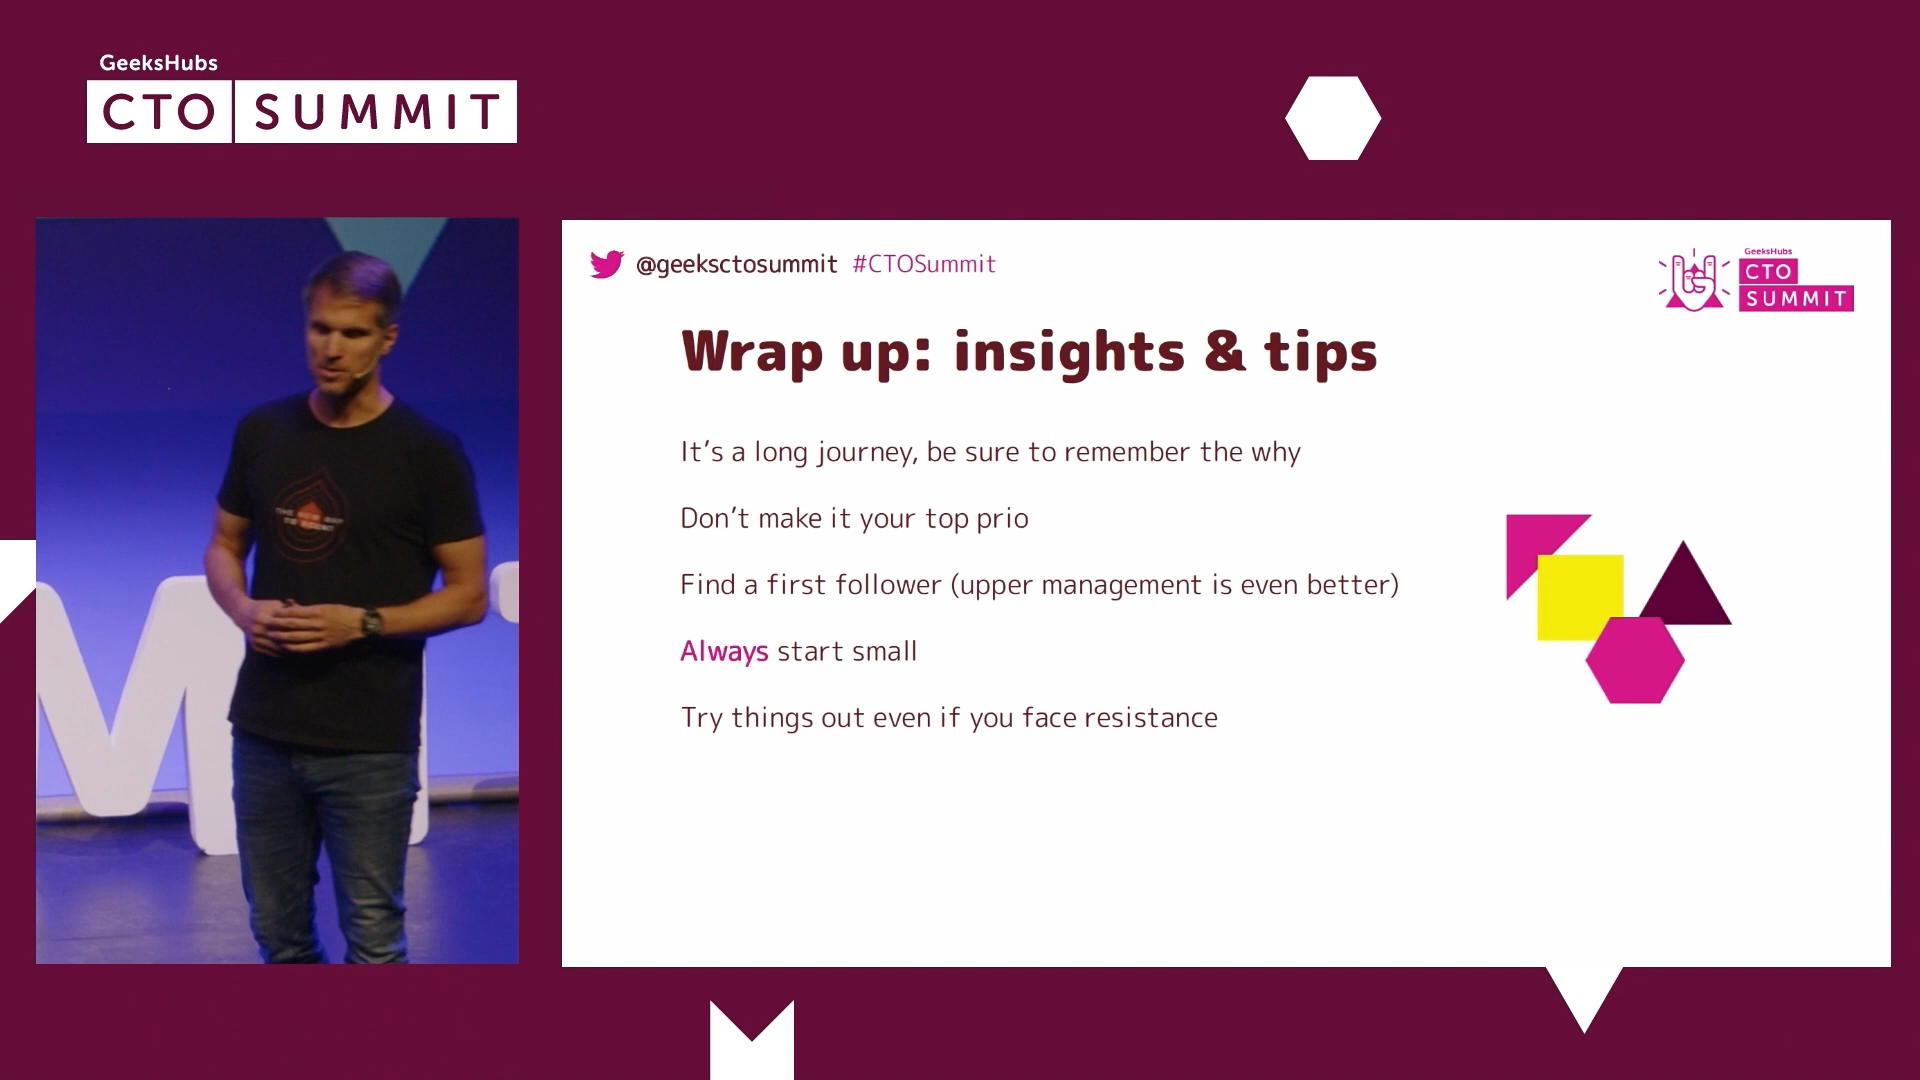 GeeksHubs
CTO SUMMIT
@geeksctosummit #CTOSummit
GeeksHubs
CTO
SUMMIT
Wrap up: insights & tips
It's a long journey, be sure to remember the why
Don't make it your top prio
Find a first follower (upper management is even better)
Always start small
Try things out even if you face resistance